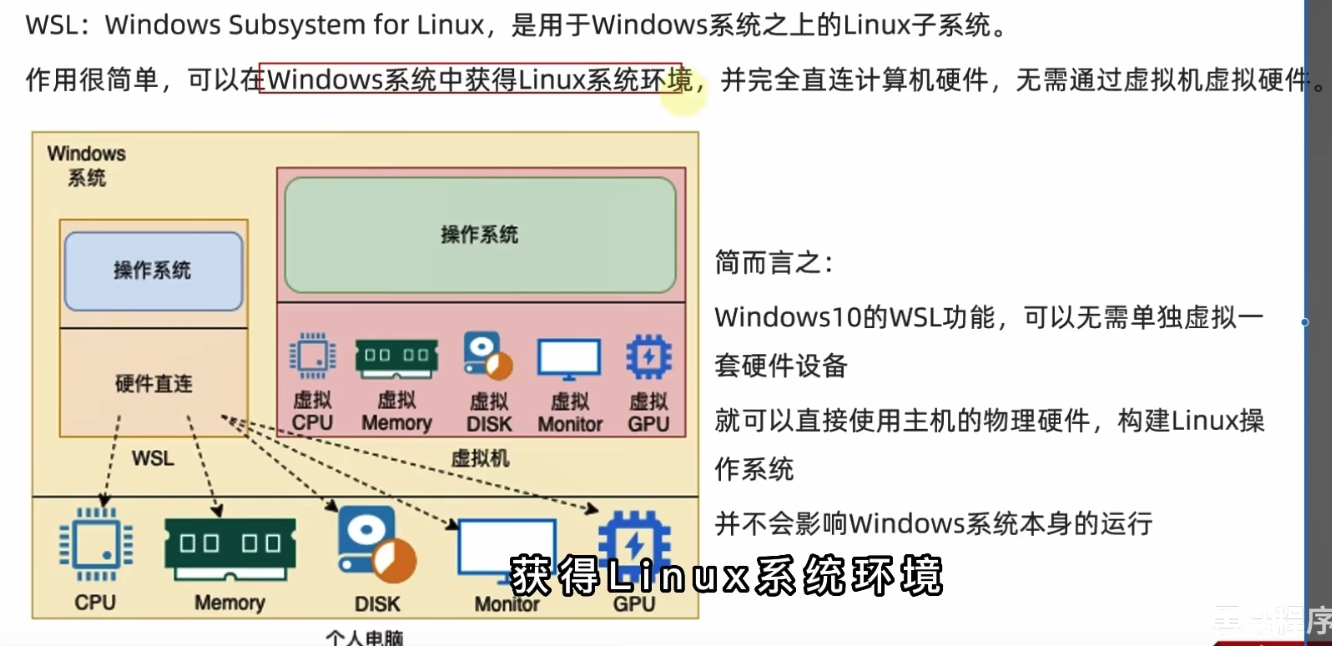 WSL：Windows Subsystem for Linux，是用于Windows系统之上的Linux子系统。
作用很简单，可以在Windows系统中获得Linux系统环境，并完全直连计算机硬件，无需通过虚拟机虚拟硬件。
Windows
系统
操作系统
硬件直连
WSL
操作系统
虚拟
CPU
虚拟
Memory
虚拟
DISK
虚拟
Monitor
虚拟
GPU
虚拟机
CPU
Memory
DISK
Monitor
GPU
个人电脑
简而言之：
Windows10的WSL功能，可以无需单独虚拟一
套硬件设备
就可以直接使用主机的物理硬件，构建Linux操
作系统
并不会影响Windows系统本身的运行
获得Linux系统环境
程序